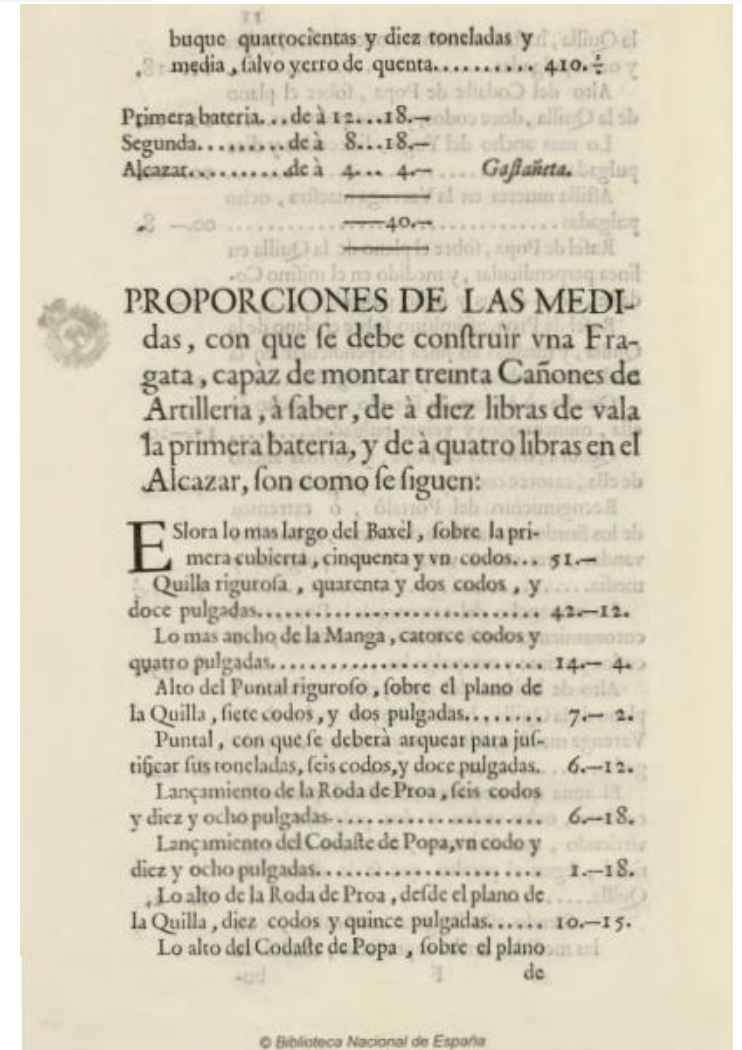 buque quatrocientas y diez toneladas y
media, ſalvo yerro de quenta.......... 410.½
Primera bateria...de à 12...18.—
Segunda.........de à 8...18.—
Alcazar..........de à 4... 4.— Gaſtañeta.
——40.—
PROPORCIONES DE LAS MEDI-
das, con que ſe debe conſtruir vna Fra-
gata, capàz de montar treinta Cañones de
Artilleria, à ſaber, de à diez libras de vala
la primera bateria, y de à quatro libras en el
Alcazar, ſon como ſe ſiguen:
ESlora lo mas largo del Baxèl, ſobre la pri-
mera cubierta, cinquenta y vn codos... 51.—
Quilla riguroſa, quarenta y dos codos, y
doce pulgadas............................. 42.—12.
Lo mas ancho de la Manga, catorce codos y
quatro pulgadas........................... 14.— 4.
Alto del Puntal riguroſo, ſobre el plano de
la Quilla, ſiete codos, y dos pulgadas........ 7.— 2.
Puntal, con que ſe deberà arquear para juſ-
tificar ſus toneladas, ſeis codos, y doce pulgadas. 6.—12.
Lançamiento de la Roda de Proa, ſeis codos
y diez y ocho pulgadas...................... 6.—18.
Lançamiento del Codaſte de Popa, vn codo y
diez y ocho pulgadas....................... 1.—18.
Lo alto de la Roda de Proa, deſde el plano de
la Quilla, diez codos y quince pulgadas...... 10.—15.
Lo alto del Codaſte de Popa, ſobre el plano
de
© Biblioteca Nacional de España